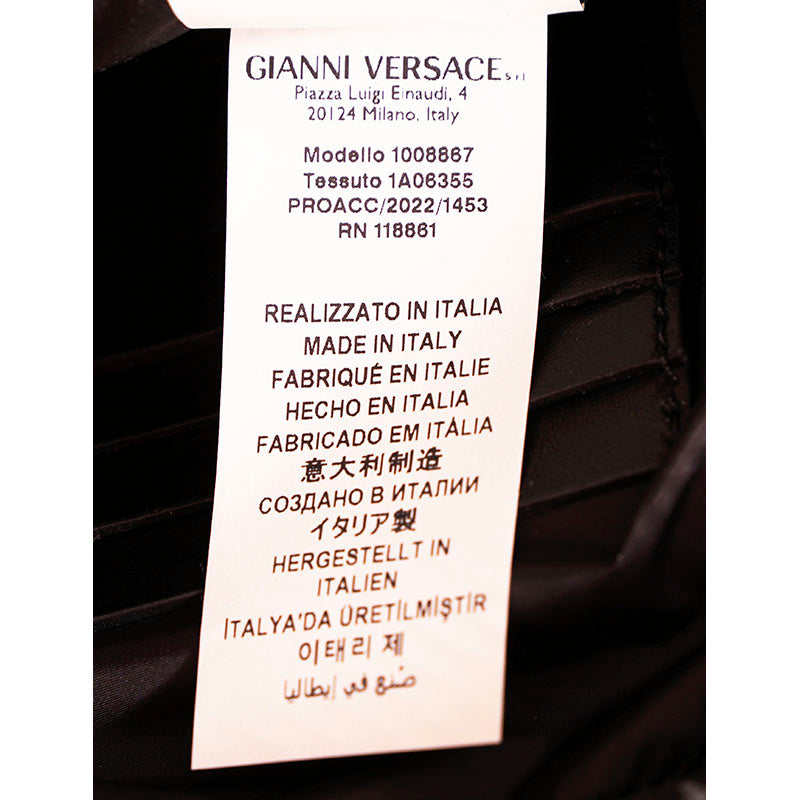 GIANNI VERSACE s.r.l
Piazza Luigi Einaudi, 4
20124 Milano, Italy
Modello 1008867
Tessuto 1A06355
PROACC/2022/1453
RN 118861
REALIZZATO IN ITALIA
MADE IN ITALY
FABRIQUÉ EN ITALIE
HECHO EN ITALIA
FABRICADO EM ITÁLIA
意大利制造
СОЗДАНО В ИТАЛИИ
イタリア製
HERGESTELLT IN
ITALIEN
İTALYA'DA ÜRETİLMİŞTİR
이태리 제
صُنع في إيطاليا